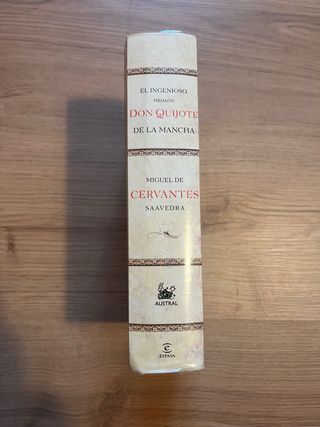 EL INGENIOSO
HIDALGO
DON QUIJOTE
DE LA MANCHA
MIGUEL DE
CERVANTES
SAAVEDRA
AUSTRAL
ESPASA